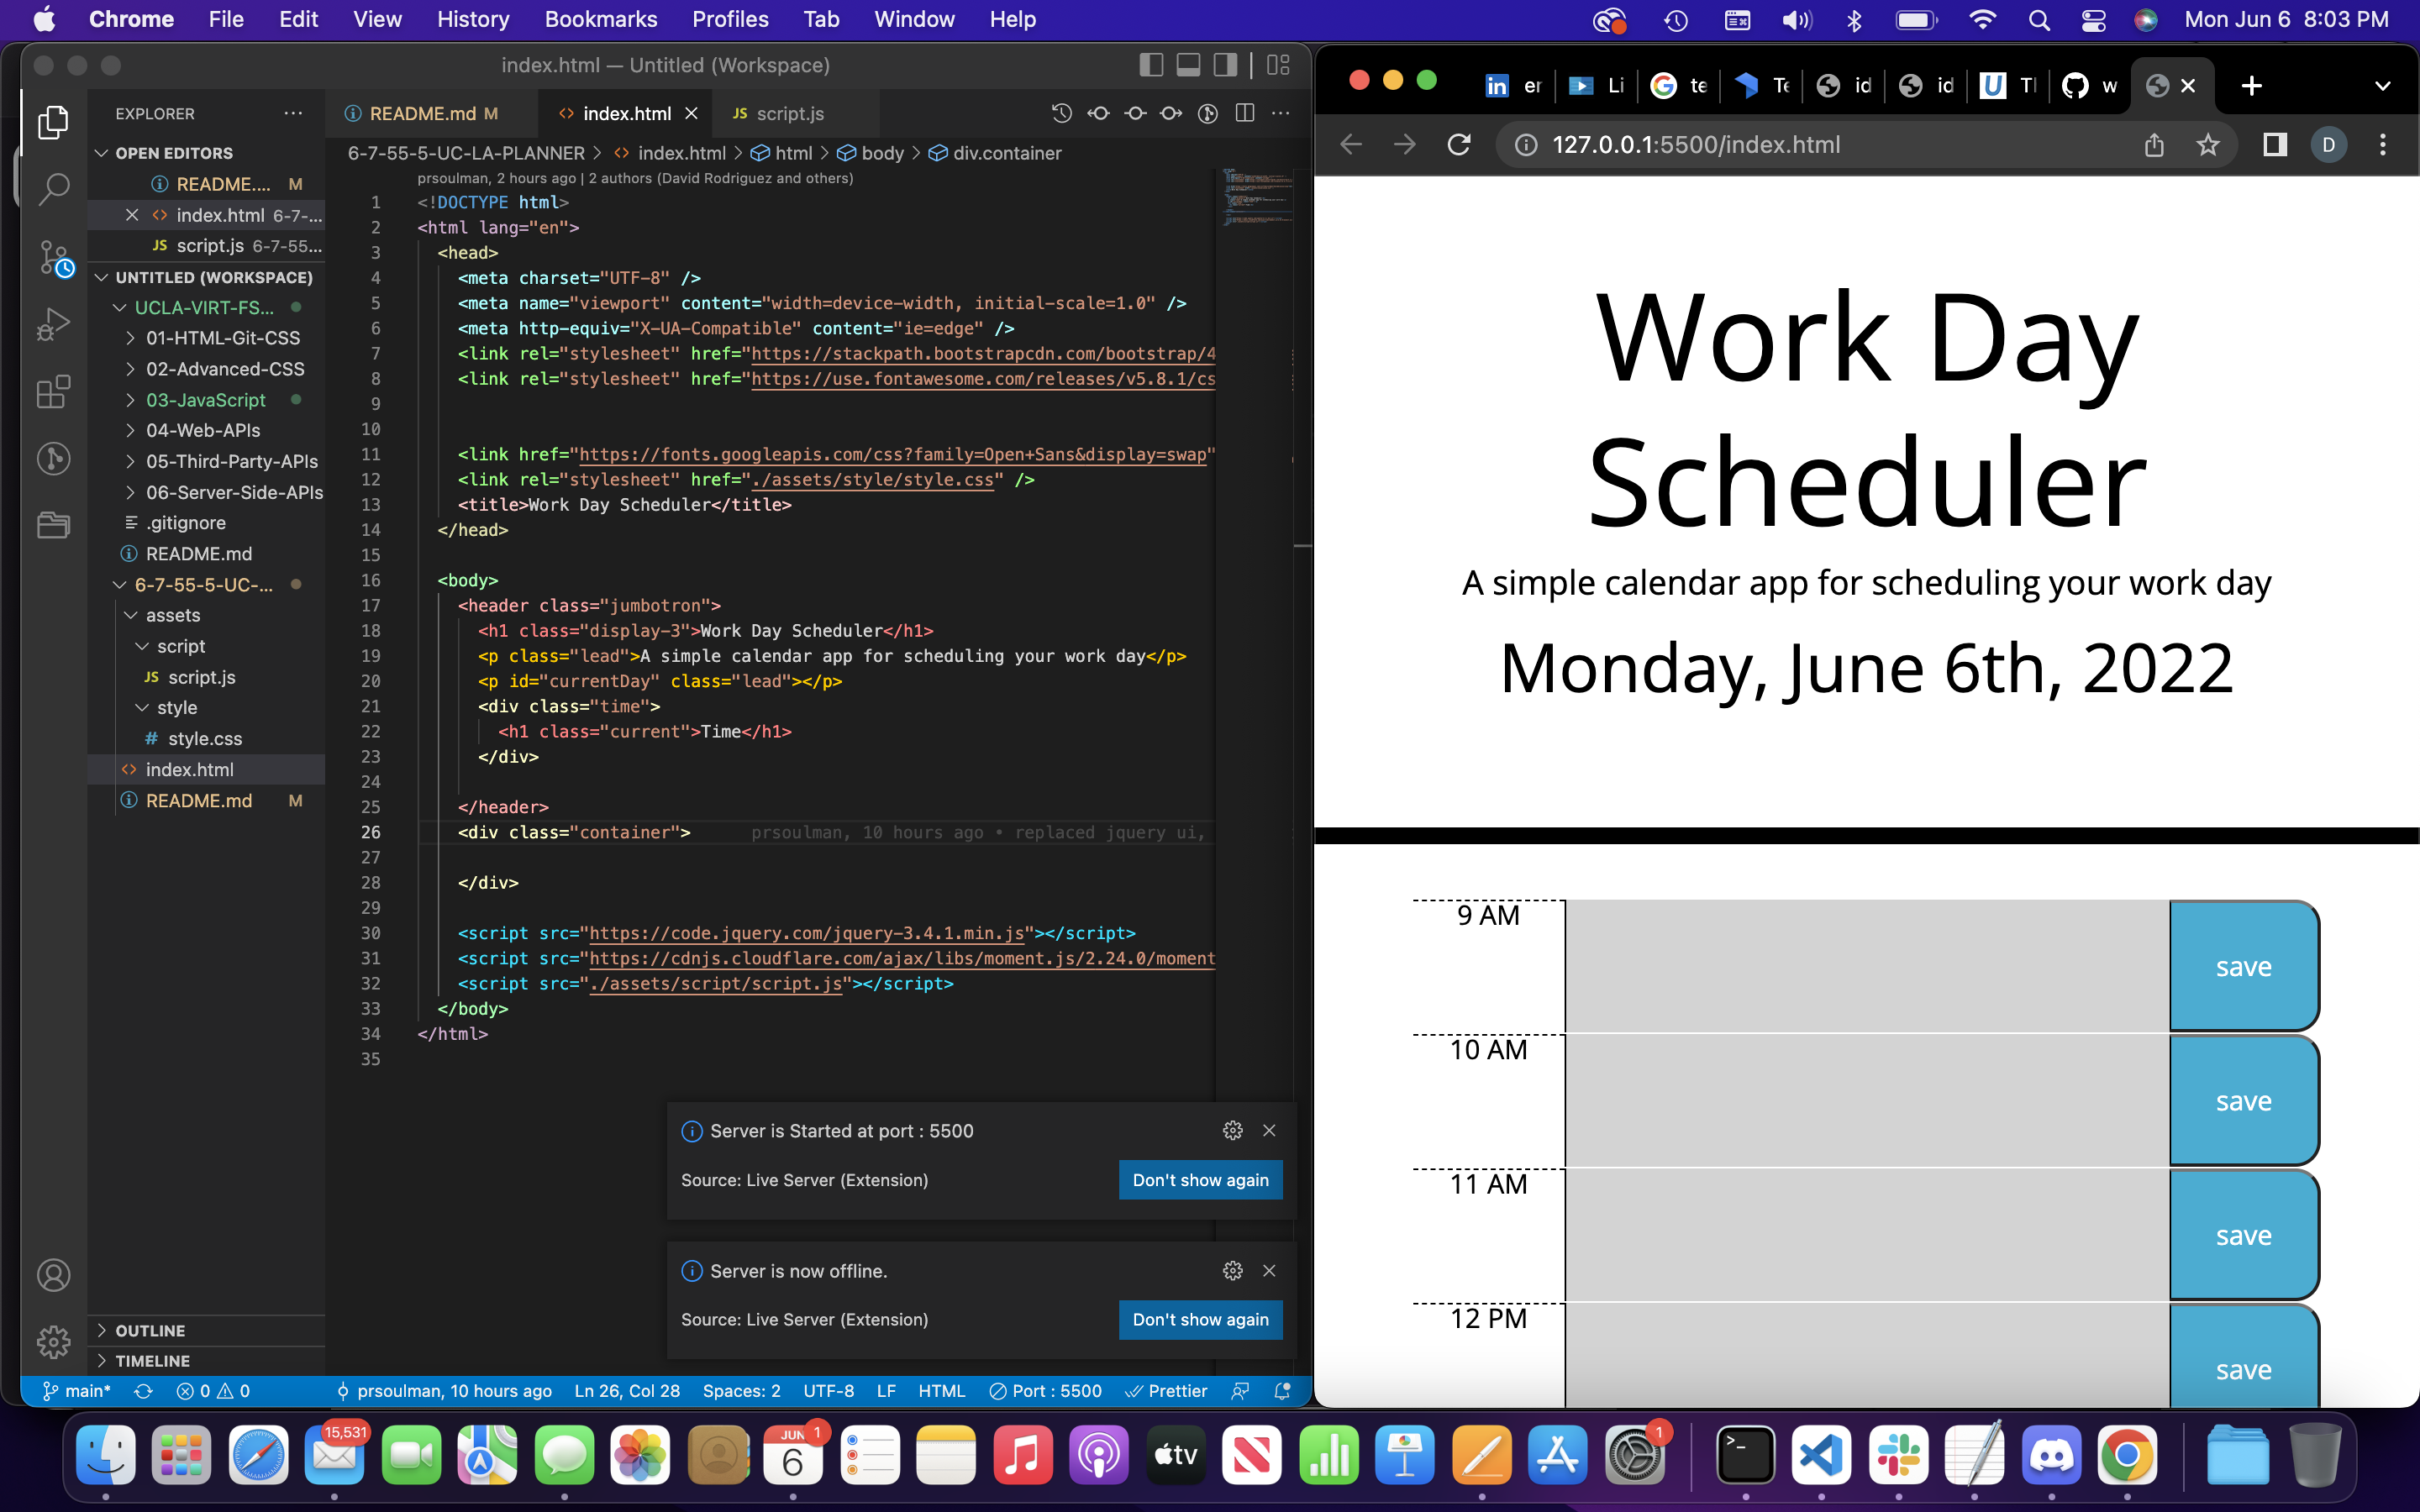 Chrome File Edit View History Bookmarks Profiles Tab Window Help
Mon Jun 6 8:03 PM
index.html — Untitled (Workspace)
EXPLORER
OPEN EDITORS
README.... M
index.html 6-7-...
JS script.js 6-7-55...
UNTITLED (WORKSPACE)
UCLA-VIRT-FS...
01-HTML-Git-CSS
02-Advanced-CSS
03-JavaScript
04-Web-APIs
05-Third-Party-APIs
06-Server-Side-APIs
.gitignore
README.md
6-7-55-5-UC-...
assets
script
JS script.js
style
# style.css
index.html
README.md M
OUTLINE
TIMELINE
README.md M
index.html
JS script.js
6-7-55-5-UC-LA-PLANNER > index.html > html > body > div.container
prsoulman, 2 hours ago | 2 authors (David Rodriguez and others)
1 <!DOCTYPE html>
2 <html lang="en">
3 <head>
4 <meta charset="UTF-8" />
5 <meta name="viewport" content="width=device-width, initial-scale=1.0" />
6 <meta http-equiv="X-UA-Compatible" content="ie=edge" />
7 <link rel="stylesheet" href="https://stackpath.bootstrapcdn.com/bootstrap/4
8 <link rel="stylesheet" href="https://use.fontawesome.com/releases/v5.8.1/cs
9
10
11 <link href="https://fonts.googleapis.com/css?family=Open+Sans&display=swap"
12 <link rel="stylesheet" href="./assets/style/style.css" />
13 <title>Work Day Scheduler</title>
14 </head>
15
16 <body>
17 <header class="jumbotron">
18 <h1 class="display-3">Work Day Scheduler</h1>
19 <p class="lead">A simple calendar app for scheduling your work day</p>
20 <p id="currentDay" class="lead"></p>
21 <div class="time">
22 <h1 class="current">Time</h1>
23 </div>
24
25 </header>
26 <div class="container"> prsoulman, 10 hours ago • replaced jquery ui,
27
28 </div>
29
30 <script src="https://code.jquery.com/jquery-3.4.1.min.js"></script>
31 <script src="https://cdnjs.cloudflare.com/ajax/libs/moment.js/2.24.0/moment
32 <script src="./assets/script/script.js"></script>
33 </body>
34 </html>
35
Server is Started at port : 5500
Source: Live Server (Extension)
Don't show again
Server is now offline.
Source: Live Server (Extension)
Don't show again
main* 0 0 prsoulman, 10 hours ago Ln 26, Col 28 Spaces: 2 UTF-8 LF HTML Port : 5500 Prettier
in er Li G te Te id id U Tl w
127.0.0.1:5500/index.html
D
Work Day
Scheduler
A simple calendar app for scheduling your work day
Monday, June 6th, 2022
9 AM
save
10 AM
save
11 AM
save
12 PM
save
15,531
JUN
6
1
tv
1